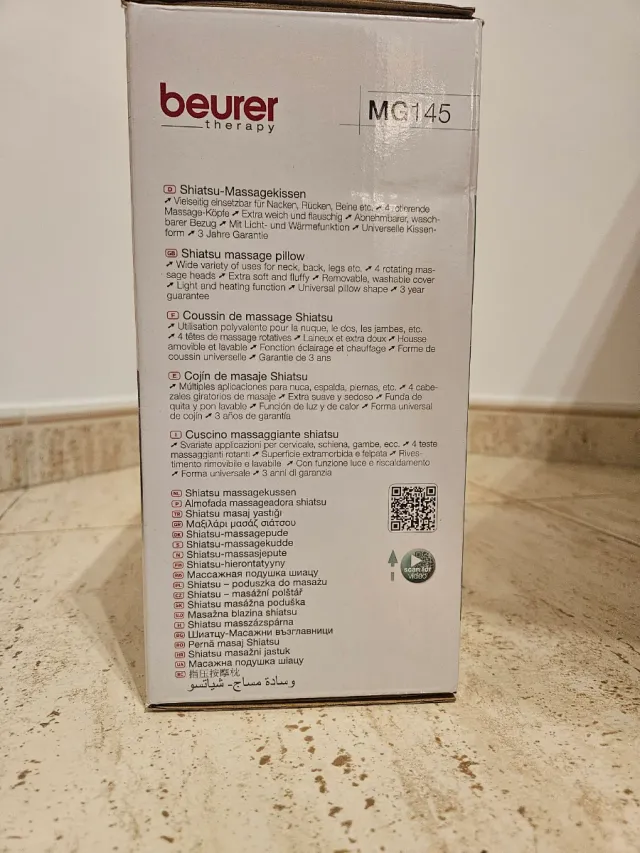 beurer
therapy
MG145
D Shiatsu-Massagekissen
➚ Vielseitig einsetzbar für Nacken, Rücken, Beine etc. ➚ 4 rotierende
Massage-Köpfe ➚ Extra weich und flauschig ➚ Abnehmbarer, wasch-
barer Bezug ➚ Mit Licht- und Wärmefunktion ➚ Universelle Kissen-
form ➚ 3 Jahre Garantie
GB Shiatsu massage pillow
➚ Wide variety of uses for neck, back, legs etc. ➚ 4 rotating mas-
sage heads ➚ Extra soft and fluffy ➚ Removable, washable cover
➚ Light and heating function ➚ Universal pillow shape ➚ 3 year
guarantee
F Coussin de massage Shiatsu
➚ Utilisation polyvalente pour la nuque, le dos, les jambes, etc.
➚ 4 têtes de massage rotatives ➚ Laineux et extra doux ➚ Housse
amovible et lavable ➚ Fonction éclairage et chauffage ➚ Forme de
coussin universelle ➚ Garantie de 3 ans
E Cojín de masaje Shiatsu
➚ Múltiples aplicaciones para nuca, espalda, piernas, etc. ➚ 4 cabe-
zales giratorios de masaje ➚ Extra suave y sedoso ➚ Funda de
quita y pon lavable ➚ Función de luz y de calor ➚ Forma universal
de cojín ➚ 3 años de garantía
I Cuscino massaggiante shiatsu
➚ Svariate applicazioni per cervicale, schiena, gambe, ecc. ➚ 4 teste
massaggianti rotanti ➚ Superficie extramorbida e felpata ➚ Rives-
timento rimovibile e lavabile ➚ Con funzione luce e riscaldamento
➚ Forma universale ➚ 3 anni di garanzia
NL Shiatsu massagekussen
P Almofada massageadora shiatsu
TR Shiatsu masaj yastığı
GR Μαξιλάρι μασάζ σιάτσου
DK Shiatsu-massagepude
S Shiatsu-massagekudde
N Shiatsu-massasjepute
FIN Shiatsu-hierontatyyny
RUS Массажная подушка шиацу
PL Shiatsu – poduszka do masażu
CZ Shiatsu – masážní polštář
SK Shiatsu masážna poduška
SLO Masažna blazina shiatsu
H Shiatsu masszázspárna
BG Шиатцу-Масажни възглавници
RO Pernă masaj Shiatsu
HR Shiatsu masažni jastuk
UA Масажна подушка шіацу
指压按摩枕
وسادة مساج- شياتسو
scan for
video